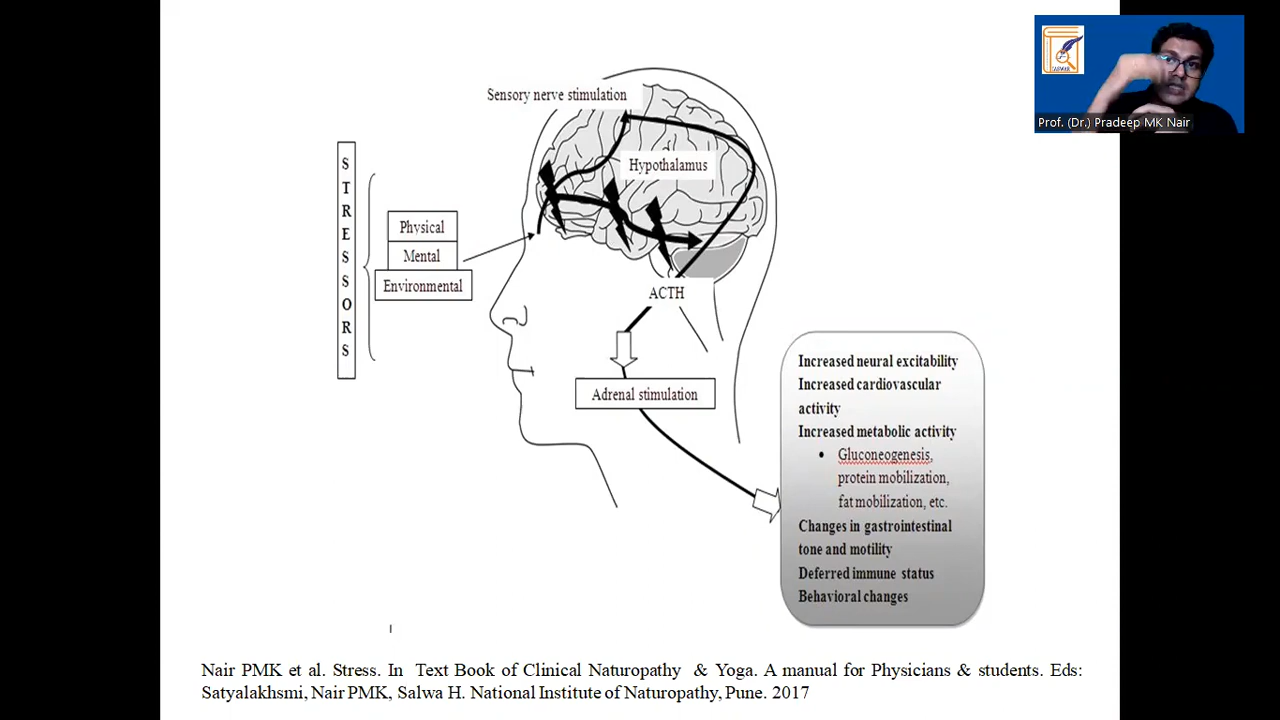 Prof. (Dr.) Pradeep MK Nair
Sensory nerve stimulation
Hypothalamus
STRESSORS
Physical
Mental
Environmental
ACTH
Adrenal stimulation
Increased neural excitability
Increased cardiovascular
activity
Increased metabolic activity
• Gluconeogenesis,
protein mobilization,
fat mobilization, etc.
Changes in gastrointestinal
tone and motility
Deferred immune status
Behavioral changes
Nair PMK et al. Stress. In Text Book of Clinical Naturopathy & Yoga. A manual for Physicians & students. Eds:
Satyalakhsmi, Nair PMK, Salwa H. National Institute of Naturopathy, Pune. 2017